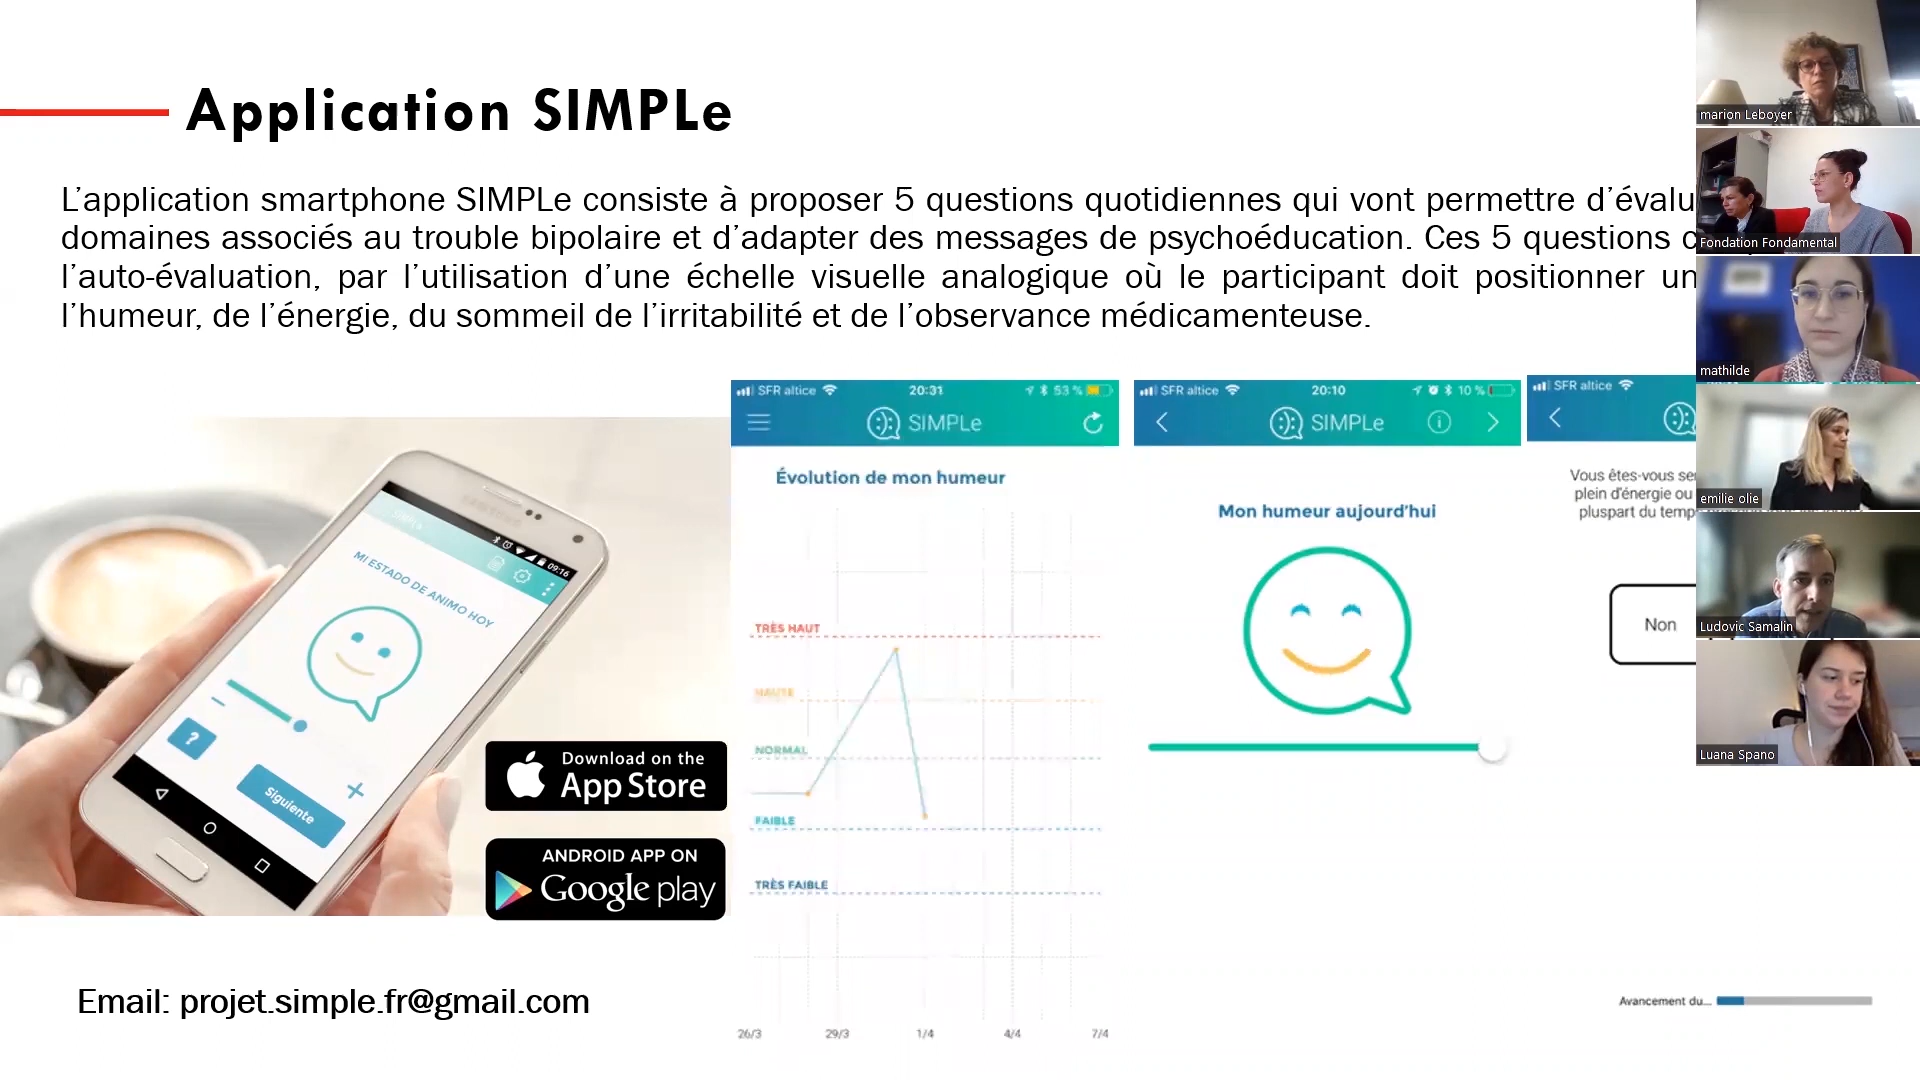 Application SIMPLe
L’application smartphone SIMPLe consiste à proposer 5 questions quotidiennes qui vont permettre d’évalu
domaines associés au trouble bipolaire et d’adapter des messages de psychoéducation. Ces 5 questions c
l’auto-évaluation, par l’utilisation d’une échelle visuelle analogique où le participant doit positionner un
l’humeur, de l’énergie, du sommeil de l’irritabilité et de l’observance médicamenteuse.
SAMSUNG
09:16
SIMPLe
MI ESTADO DE ANIMO HOY
?
Siguiente
Download on the
App Store
ANDROID APP ON
Google play
Email: projet.simple.fr@gmail.com
SFR altice 20:31 53 %
SIMPLe
Évolution de mon humeur
TRÈS HAUT
HAUTE
NORMAL
FAIBLE
TRÈS FAIBLE
26/3 29/3 1/4 4/4 7/4
SFR altice 20:10 10 %
SIMPLe
Mon humeur aujourd’hui
SFR altice
Vous êtes-vous se
plein d’énergie ou
pluspart du temp
Non
Avancement du...
marion Leboyer
Fondation Fondamental
mathilde
emilie olie
Ludovic Samalin
Luana Spano